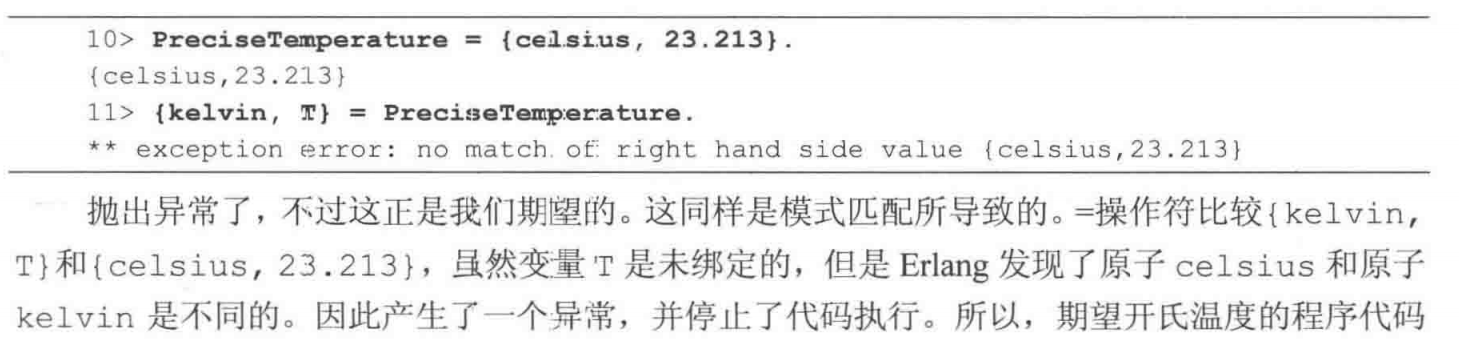 10> PreciseTemperature = {celsius, 23.213}.
{celsius,23.213}
11> {kelvin, T} = PreciseTemperature.
** exception error: no match of right hand side value {celsius,23.213}
抛出异常了，不过这正是我们期望的。这同样是模式匹配所导致的。=操作符比较{kelvin,
T}和{celsius, 23.213}，虽然变量 T 是未绑定的，但是 Erlang 发现了原子 celsius 和原子
kelvin 是不同的。因此产生了一个异常，并停止了代码执行。所以，期望开氏温度的程序代码